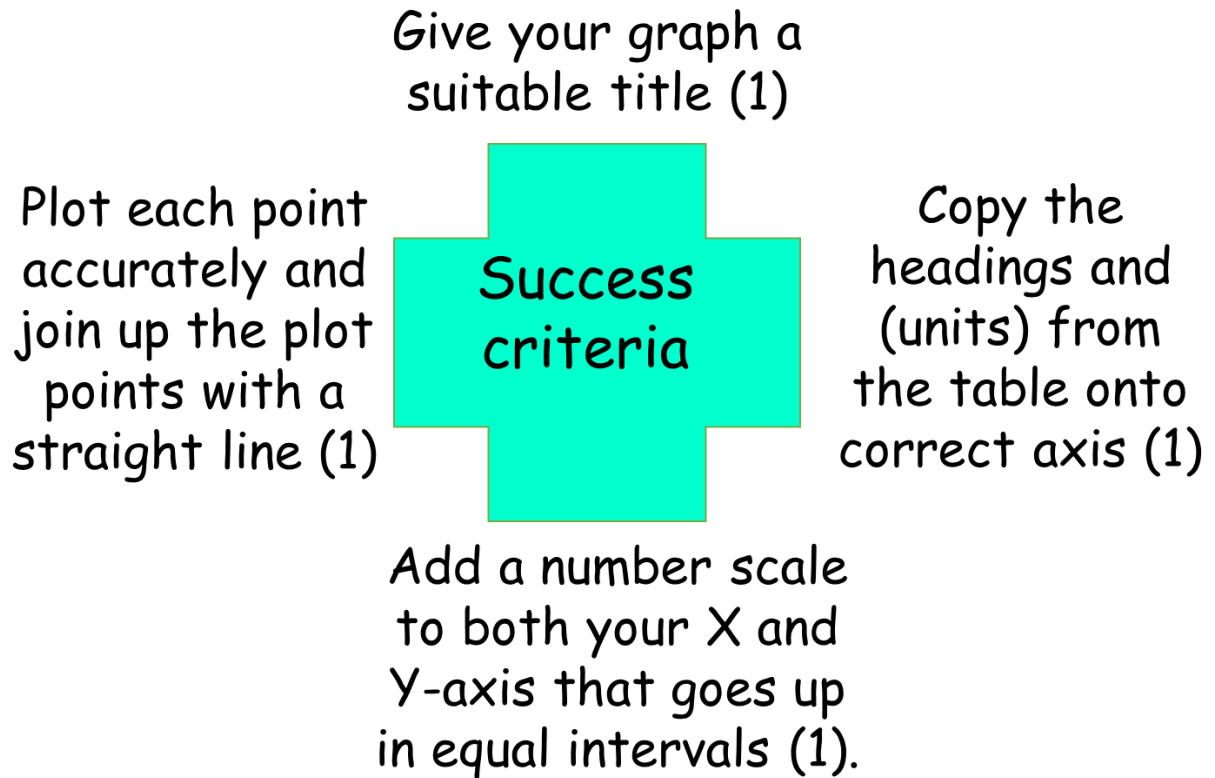 Give your graph a
suitable title (1)
Plot each point
accurately and
join up the plot
points with a
straight line (1)
Success
criteria
Copy the
headings and
(units) from
the table onto
correct axis (1)
Add a number scale
to both your X and
Y-axis that goes up
in equal intervals (1).